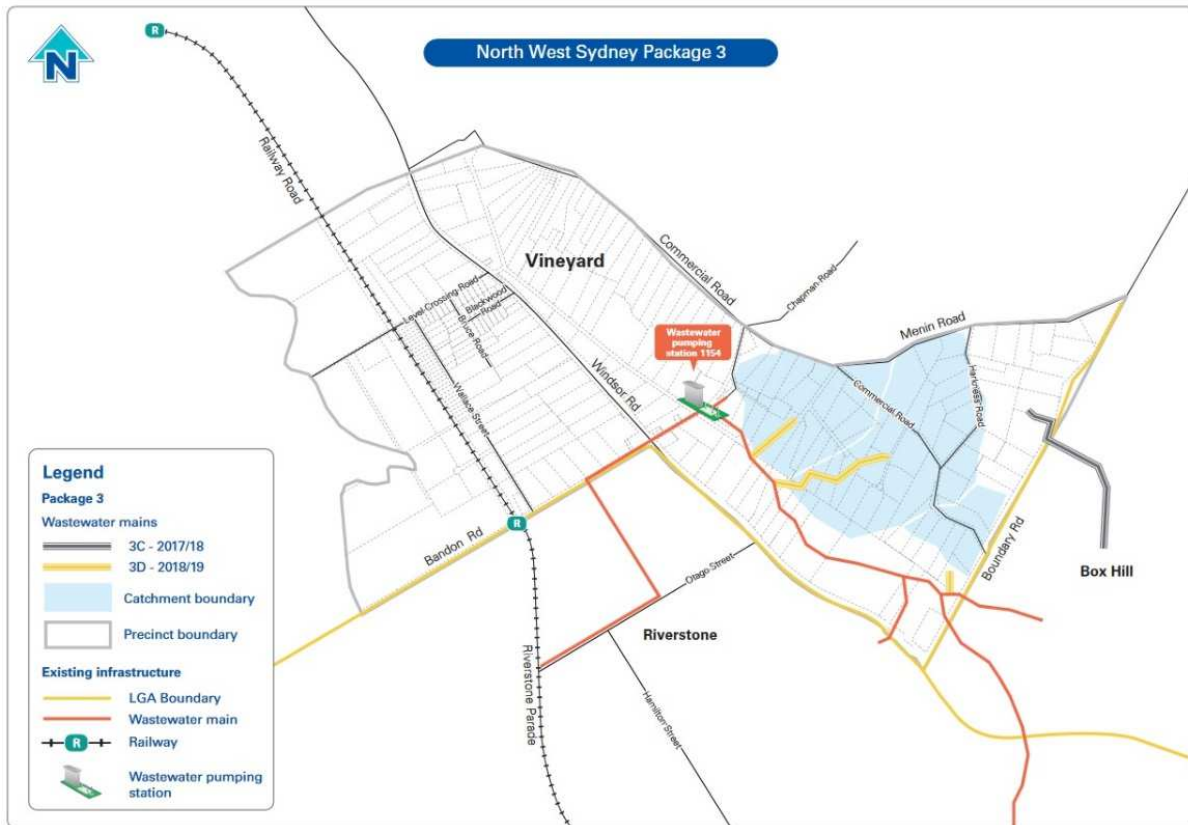 North West Sydney Package 3
R
N
Railway Road
Vineyard
Commercial Road
Chapman Road
Level Crossing Road
Blackwood
Road
Bruce Road
Wallace Street
Windsor Rd
Wastewater
pumping
station 1154
Menin Road
Commercial Road
Harkness Road
Boundary Rd
Box Hill
R
Bandon Rd
Otago Street
Riverstone
Riverstone Parade
Hamilton Street
Legend
Package 3
Wastewater mains
3C - 2017/18
3D - 2018/19
Catchment boundary
Precinct boundary
Existing infrastructure
LGA Boundary
Wastewater main
R
Railway
Wastewater pumping
station